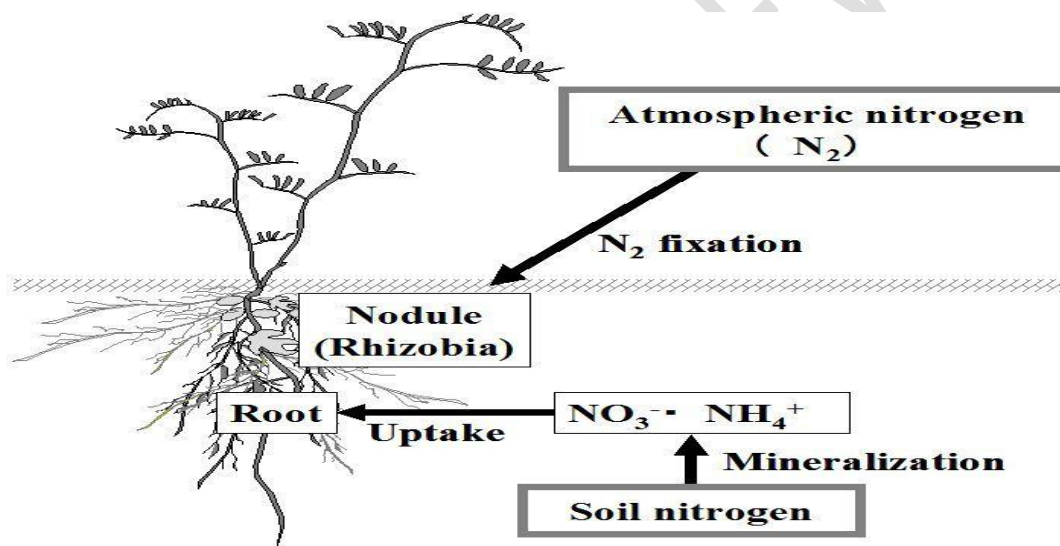 Atmospheric nitrogen
( N₂)
N₂ fixation
Nodule
(Rhizobia)
Root
Uptake
NO₃⁻· NH₄⁺
Mineralization
Soil nitrogen